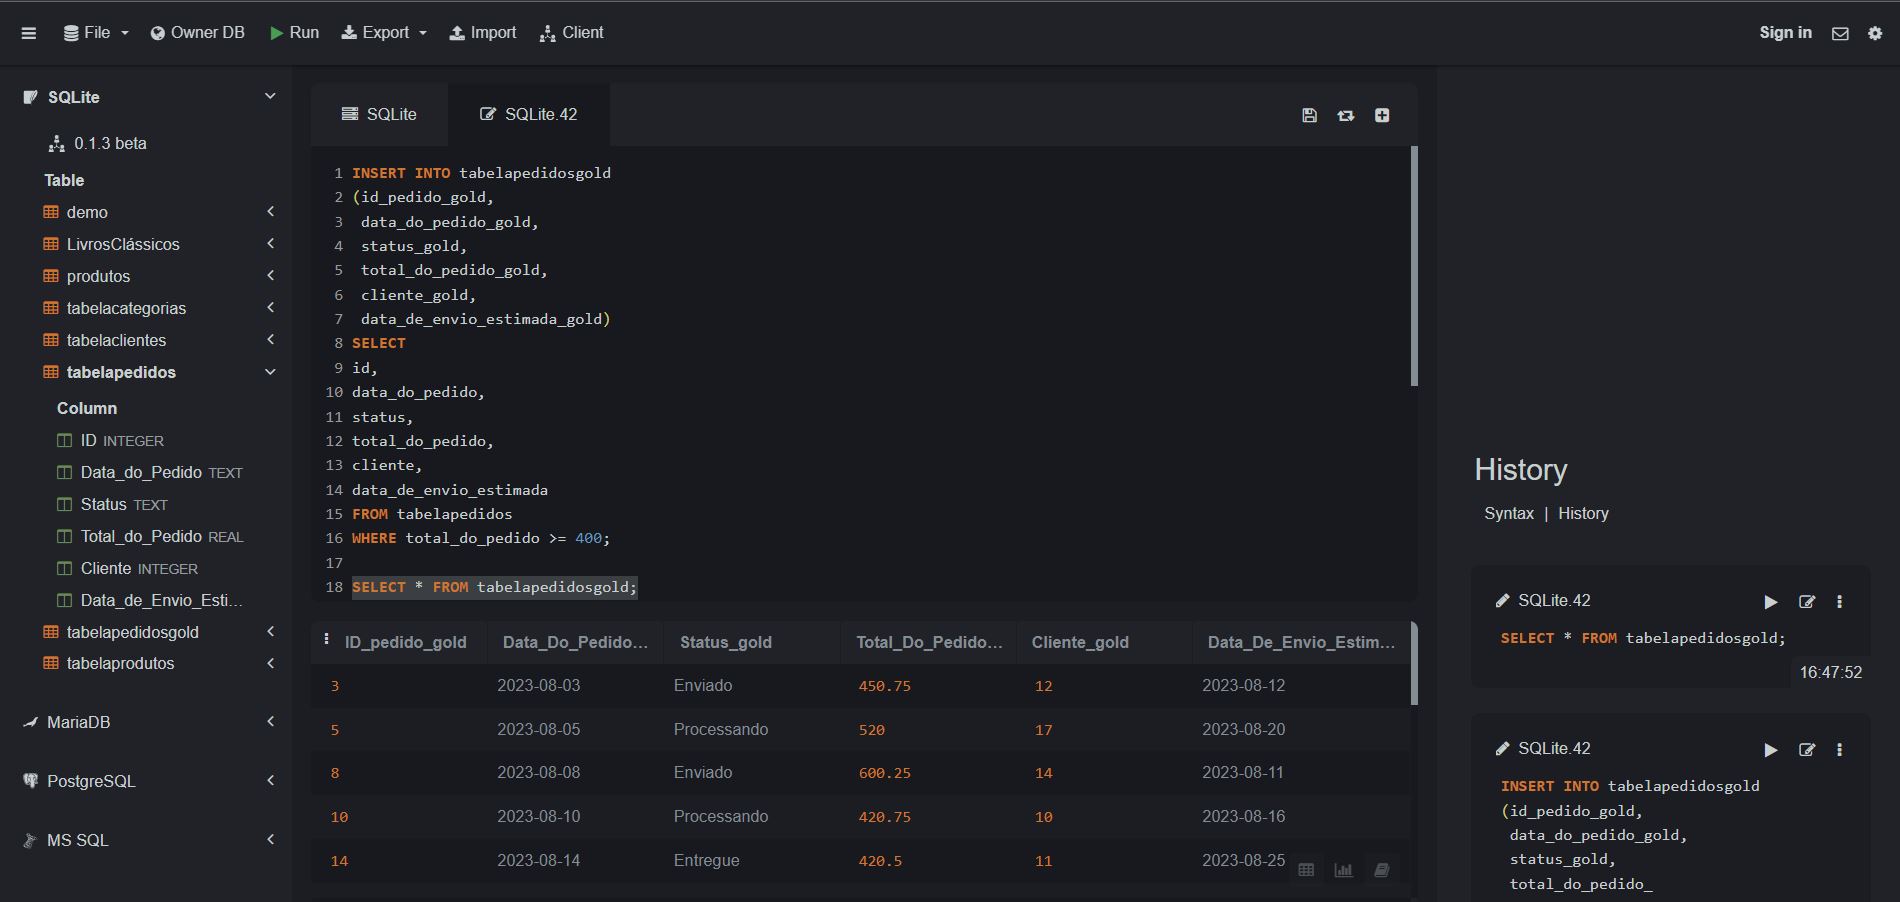 File Owner DB Run Export Import Client Sign in
SQLite
0.1.3 beta
Table
demo
LivrosClássicos
produtos
tabelacategorias
tabelaclientes
tabelapedidos
Column
ID INTEGER
Data_do_Pedido TEXT
Status TEXT
Total_do_Pedido REAL
Cliente INTEGER
Data_de_Envio_Esti...
tabelapedidosgold
tabelaprodutos
MariaDB
PostgreSQL
MS SQL
SQLite SQLite.42
1 INSERT INTO tabelapedidosgold
2 (id_pedido_gold,
3 data_do_pedido_gold,
4 status_gold,
5 total_do_pedido_gold,
6 cliente_gold,
7 data_de_envio_estimada_gold)
8 SELECT
9 id,
10 data_do_pedido,
11 status,
12 total_do_pedido,
13 cliente,
14 data_de_envio_estimada
15 FROM tabelapedidos
16 WHERE total_do_pedido >= 400;
17
18 SELECT * FROM tabelapedidosgold;
ID_pedido_gold Data_Do_Pedido... Status_gold Total_Do_Pedido... Cliente_gold Data_De_Envio_Estim...
3 2023-08-03 Enviado 450.75 12 2023-08-12
5 2023-08-05 Processando 520 17 2023-08-20
8 2023-08-08 Enviado 600.25 14 2023-08-11
10 2023-08-10 Processando 420.75 10 2023-08-16
14 2023-08-14 Entregue 420.5 11 2023-08-25
History
Syntax | History
SQLite.42
SELECT * FROM tabelapedidosgold;
16:47:52
SQLite.42
INSERT INTO tabelapedidosgold
(id_pedido_gold,
data_do_pedido_gold,
status_gold,
total_do_pedido_